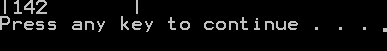 |142        |
Press any key to continue . . .